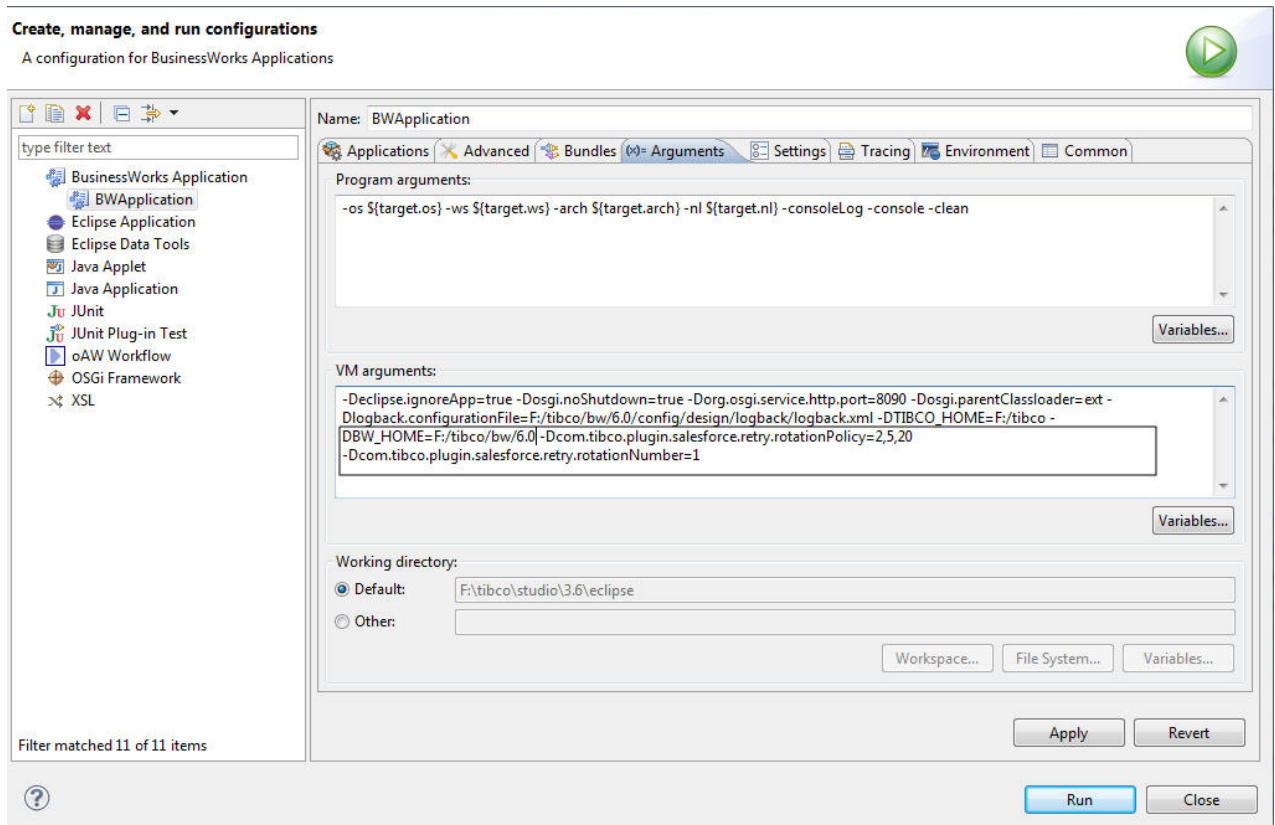 Create, manage, and run configurations
A configuration for BusinessWorks Applications
type filter text
BusinessWorks Application
BWApplication
Eclipse Application
Eclipse Data Tools
Java Applet
Java Application
JU JUnit
JUnit Plug-in Test
oAW Workflow
OSGi Framework
XSL
Filter matched 11 of 11 items
Name: BWApplication
Applications Advanced Bundles (x)= Arguments Settings Tracing Environment Common
Program arguments:
-os ${target.os} -ws ${target.ws} -arch ${target.arch} -nl ${target.nl} -consoleLog -console -clean
Variables...
VM arguments:
-Declipse.ignoreApp=true -Dosgi.noShutdown=true -Dorg.osgi.service.http.port=8090 -Dosgi.parentClassloader=ext -
Dlogback.configurationFile=F:/tibco/bw/6.0/config/design/logback/logback.xml -DTIBCO_HOME=F:/tibco -
DBW_HOME=F:/tibco/bw/6.0 -Dcom.tibco.plugin.salesforce.retry.rotationPolicy=2,5,20
-Dcom.tibco.plugin.salesforce.retry.rotationNumber=1
Variables...
Working directory:
Default: F:\tibco\studio\3.6\eclipse
Other:
Workspace... File System... Variables...
Apply Revert
Run Close